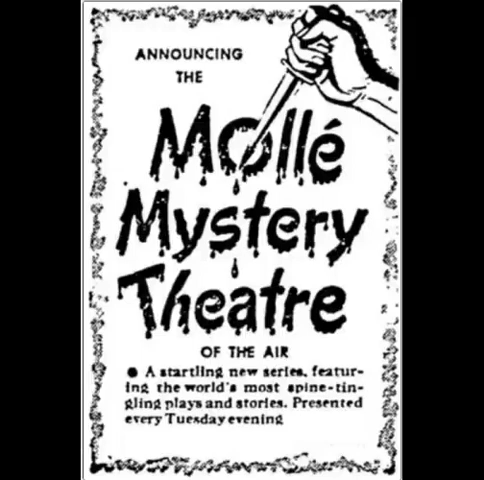 ANNOUNCING
THE
Mollé
Mystery
Theatre
OF THE AIR
● A startling new series, featur-
ing the world's most spine-tin-
gling plays and stories. Presented
every Tuesday evening